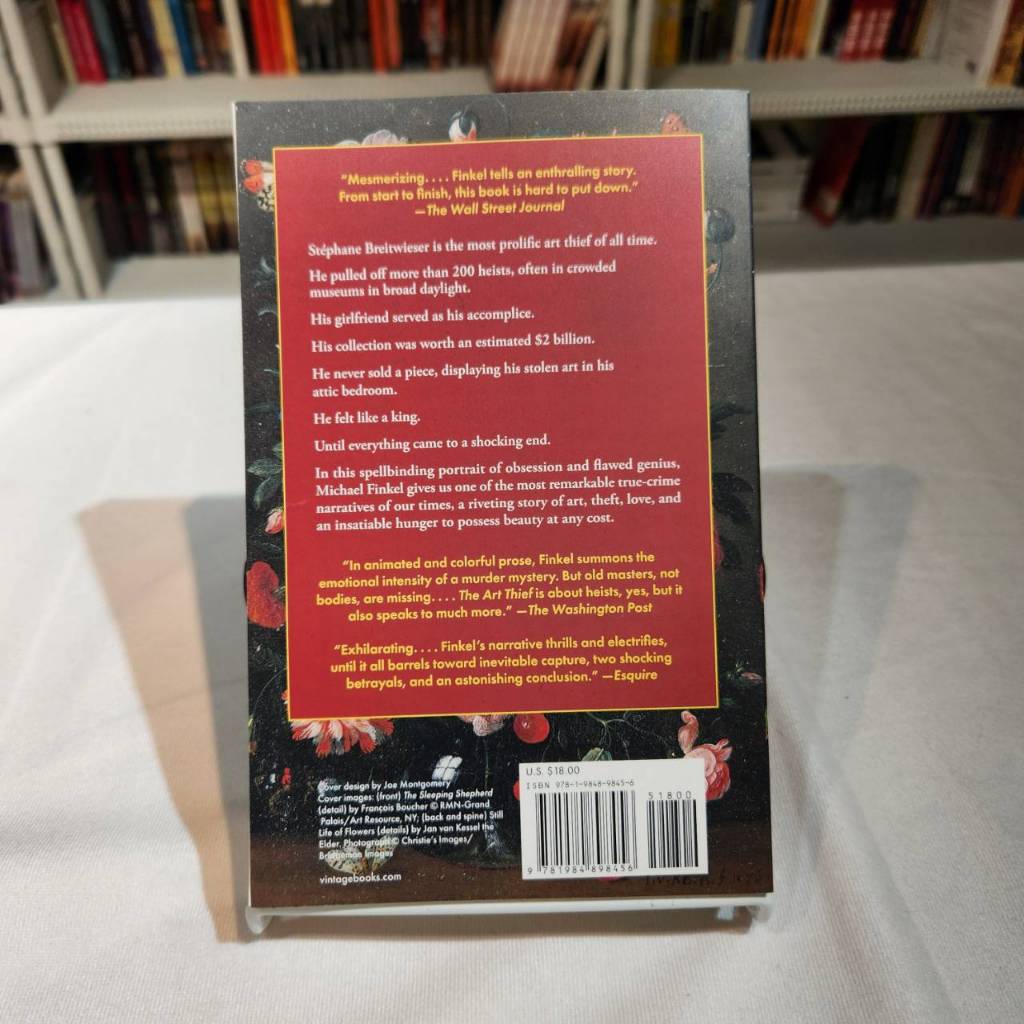 “Mesmerizing. . . . Finkel tells an enthralling story.
From start to finish, this book is hard to put down.”
—The Wall Street Journal
Stéphane Breitwieser is the most prolific art thief of all time.
He pulled off more than 200 heists, often in crowded
museums in broad daylight.
His girlfriend served as his accomplice.
His collection was worth an estimated $2 billion.
He never sold a piece, displaying his stolen art in his
attic bedroom.
He felt like a king.
Until everything came to a shocking end.
In this spellbinding portrait of obsession and flawed genius,
Michael Finkel gives us one of the most remarkable true-crime
narratives of our times, a riveting story of art, theft, love, and
an insatiable hunger to possess beauty at any cost.
“In animated and colorful prose, Finkel summons the
emotional intensity of a murder mystery. But old masters, not
bodies, are missing. . . . The Art Thief is about heists, yes, but it
also speaks to much more.” —The Washington Post
“Exhilarating. . . . Finkel’s narrative thrills and electrifies,
until it all barrels toward inevitable capture, two shocking
betrayals, and an astonishing conclusion.” —Esquire
Cover design by Joe Montgomery
Cover images: (front) The Sleeping Shepherd
(detail) by François Boucher © RMN-Grand
Palais/Art Resource, NY; (back and spine) Still
Life of Flowers (details) by Jan van Kessel the
Elder. Photograph © Christie’s Images/
Bridgeman Images
vintagebooks.com
U.S. $18.00
ISBN 978-1-9848-9845-6
51800
9 781984 898456